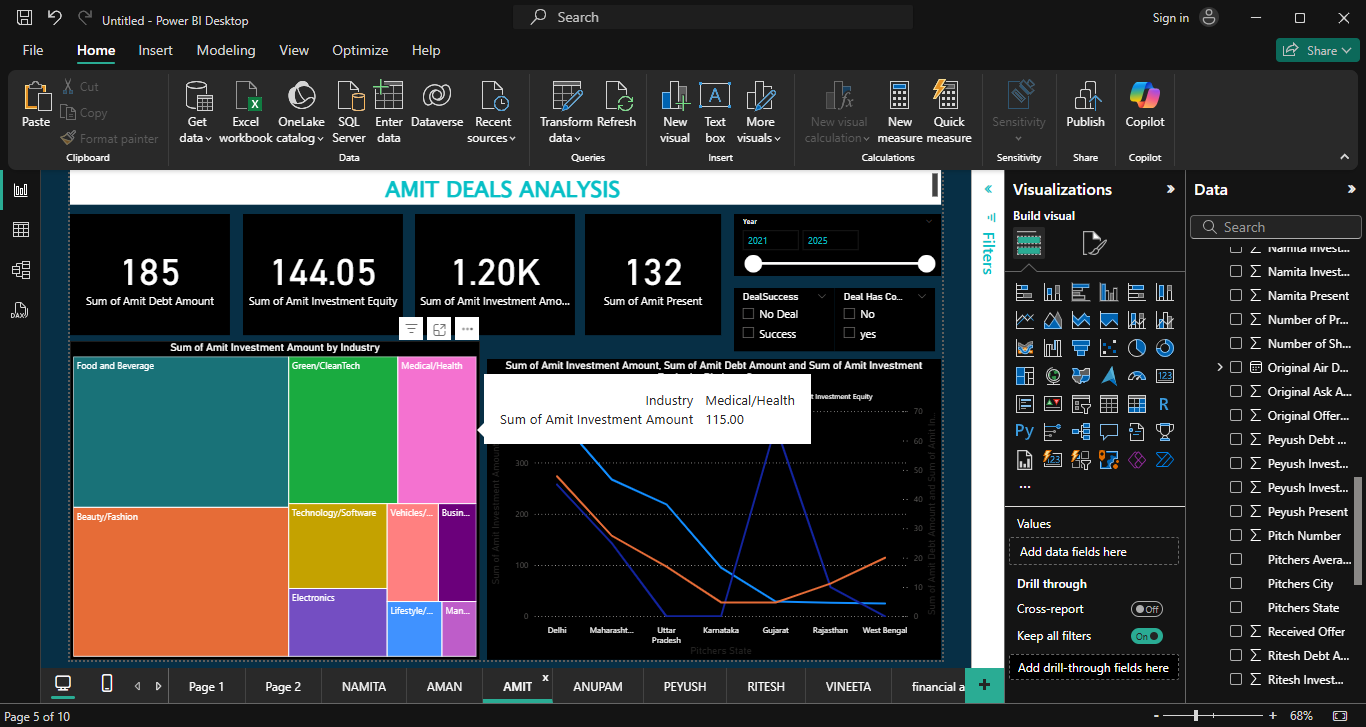 Untitled - Power BI Desktop
Search
Sign in
File Home Insert Modeling View Optimize Help
Share
Paste
Cut
Copy
Format painter
Clipboard
Get data
Excel workbook
OneLake catalog
SQL Server
Enter data
Dataverse
Recent sources
Data
Transform data
Refresh
Queries
New visual
Text box
More visuals
Insert
New visual calculation
New measure
Quick measure
Calculations
Sensitivity
Sensitivity
Publish
Share
Copilot
Copilot
AMIT DEALS ANALYSIS
185
Sum of Amit Debt Amount
144.05
Sum of Amit Investment Equity
1.20K
Sum of Amit Investment Amo...
132
Sum of Amit Present
Year
2021 2025
DealSuccess
No Deal
Success
Deal Has Co...
No
yes
Sum of Amit Investment Amount by Industry
Food and Beverage
Green/CleanTech
Medical/Health
Beauty/Fashion
Technology/Software
Vehicles/...
Busin...
Electronics
Lifestyle/...
Man...
Sum of Amit Investment Amount, Sum of Amit Debt Amount and Sum of Amit Investment
Investment Equity
Industry Medical/Health
Sum of Amit Investment Amount 115.00
Sum of Amit Investment Amount
300
100
0
70
60
50
40
30
20
10
0
Sum of Amit Debt Amount and Sum of Amit In...
Delhi
Maharasht...
Uttar Pradesh
Karnataka
Gujarat
Rajasthan
West Bengal
Pitchers State
Filters
Visualizations
Build visual
R
Py
123
...
Values
Add data fields here
Drill through
Cross-report
Off
Keep all filters
On
Add drill-through fields here
Data
Search
Namita Invest...
Namita Invest...
Namita Present
Number of Pr...
Number of Sh...
Original Air D...
Original Ask A...
Original Offer...
Peyush Debt ...
Peyush Invest...
Peyush Invest...
Peyush Present
Pitch Number
Pitchers Avera...
Pitchers City
Pitchers State
Received Offer
Ritesh Debt A...
Ritesh Invest...
Page 1
Page 2
NAMITA
AMAN
AMIT
x
ANUPAM
PEYUSH
RITESH
VINEETA
financial a
+
Page 5 of 10
- + 68%